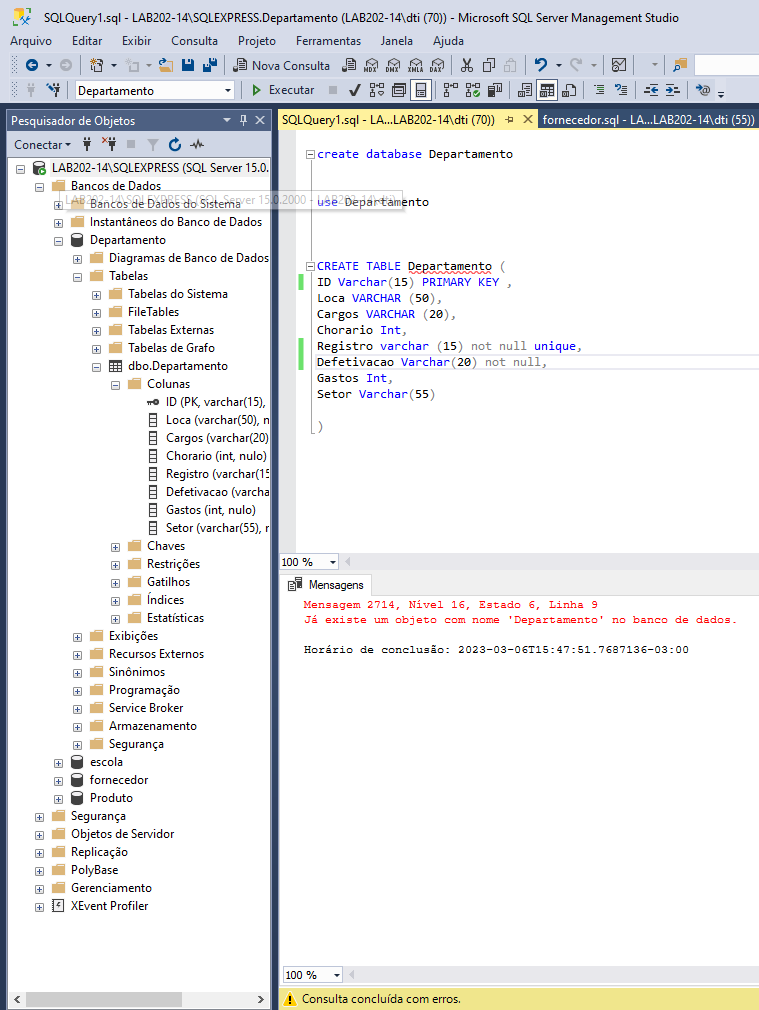 SQLQuery1.sql - LAB202-14\SQLEXPRESS.Departamento (LAB202-14\dti (70)) - Microsoft SQL Server Management Studio
Arquivo Editar Exibir Consulta Projeto Ferramentas Janela Ajuda
Nova Consulta MDX DMX XMLA DAX
Departamento Executar
Pesquisador de Objetos
Conectar
LAB202-14\SQLEXPRESS (SQL Server 15.0.
Bancos de Dados
LAB202-14\SQLEXPRESS (SQL Server 15.0.2000 - LAB202-14\dti)
Bancos de Dados do Sistema
Instantâneos do Banco de Dados
Departamento
Diagramas de Banco de Dados
Tabelas
Tabelas do Sistema
FileTables
Tabelas Externas
Tabelas de Grafo
dbo.Departamento
Colunas
ID (PK, varchar(15),
Loca (varchar(50), n
Cargos (varchar(20)
Chorario (int, nulo)
Registro (varchar(15
Defetivacao (varcha
Gastos (int, nulo)
Setor (varchar(55), n
Chaves
Restrições
Gatilhos
Índices
Estatísticas
Exibições
Recursos Externos
Sinônimos
Programação
Service Broker
Armazenamento
Segurança
escola
fornecedor
Produto
Segurança
Objetos de Servidor
Replicação
PolyBase
Gerenciamento
XEvent Profiler
SQLQuery1.sql - LA...LAB202-14\dti (70)) fornecedor.sql - LA...LAB202-14\dti (55))
create database Departamento
use Departamento
CREATE TABLE Departamento (
ID Varchar(15) PRIMARY KEY ,
Loca VARCHAR (50),
Cargos VARCHAR (20),
Chorario Int,
Registro varchar (15) not null unique,
Defetivacao Varchar(20) not null,
Gastos Int,
Setor Varchar(55)
)
100 %
Mensagens
Mensagem 2714, Nível 16, Estado 6, Linha 9
Já existe um objeto com nome 'Departamento' no banco de dados.
Horário de conclusão: 2023-03-06T15:47:51.7687136-03:00
100 %
Consulta concluída com erros.